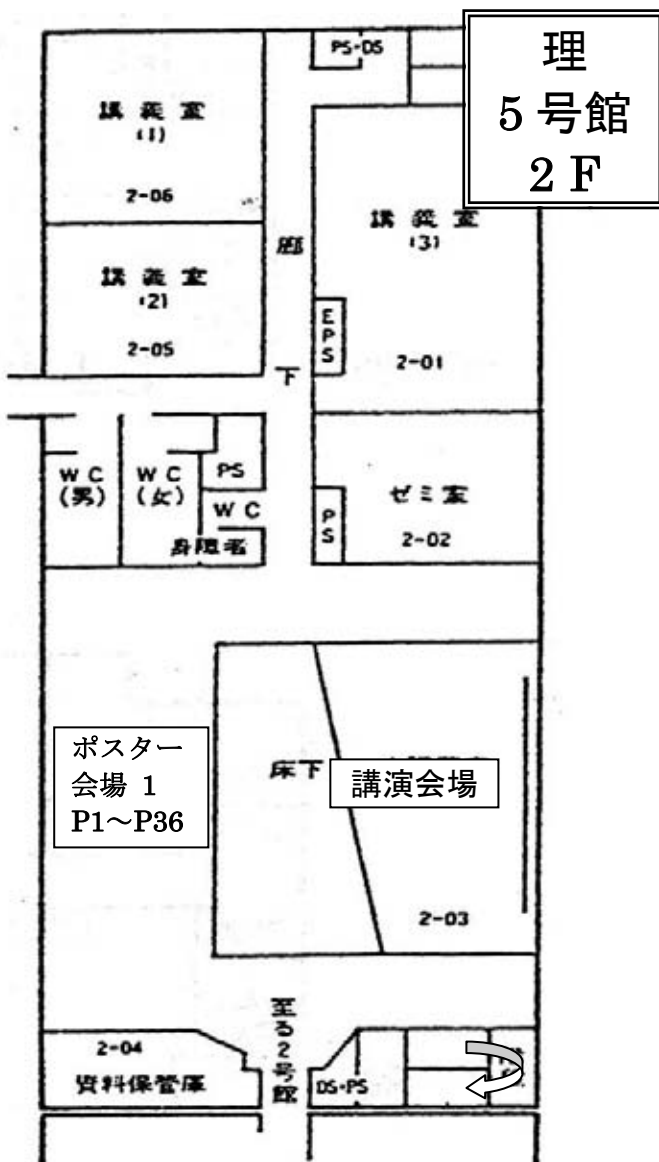 PS・DS
理
5 号館
2 F
講義室
(1)
2-06
講義室
(3)
廊
講義室
(2)
2-05
EPS
2-01
下
WC
(男)
WC
(女)
PS
WC
身障者
PS
ゼミ室
2-02
ポスター
会場 1
P1～P36
床下
講演会場
2-03
至る2号館
2-04
資料保管庫
DS・PS